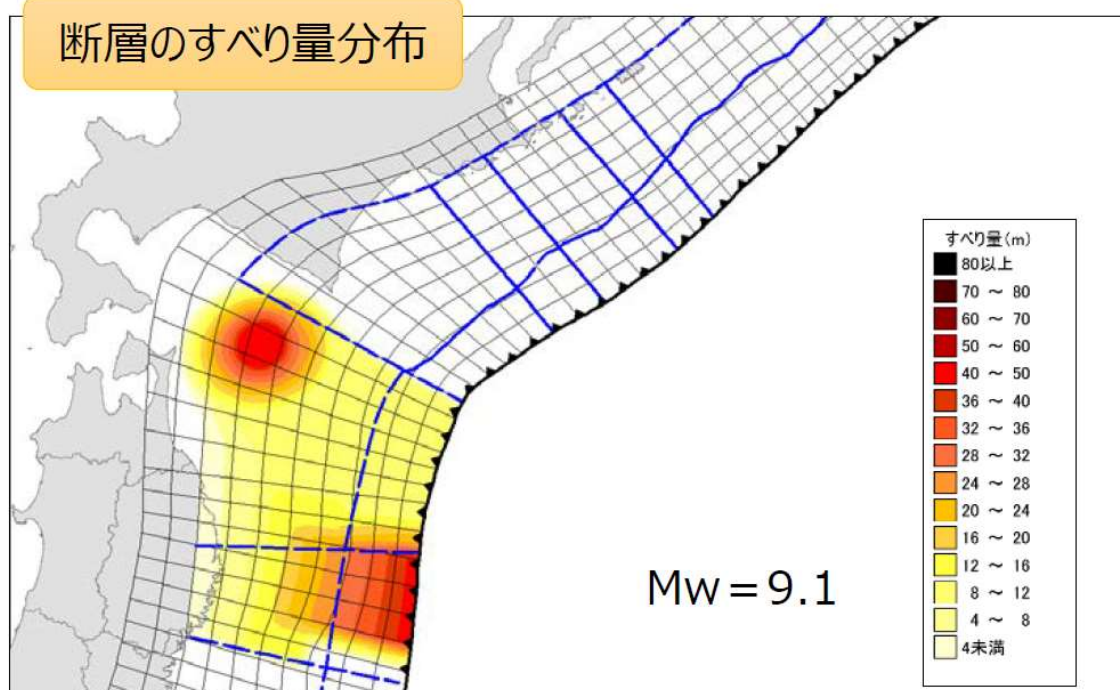 断層のすべり量分布
すべり量(m)
80以上
70 ～ 80
60 ～ 70
50 ～ 60
40 ～ 50
36 ～ 40
32 ～ 36
28 ～ 32
24 ～ 28
20 ～ 24
16 ～ 20
12 ～ 16
8 ～ 12
4 ～ 8
4未満
Mw＝9.1